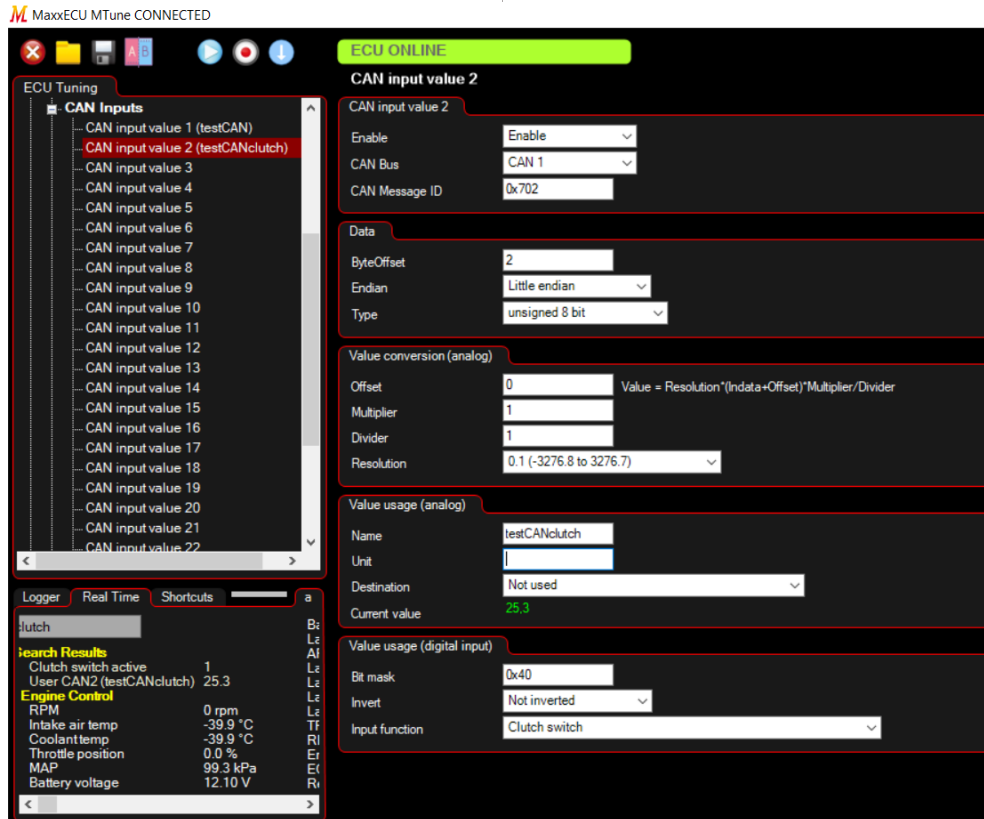 MaxxECU MTune CONNECTED
A B
ECU ONLINE
CAN input value 2
ECU Tuning
CAN Inputs
CAN input value 1 (testCAN)
CAN input value 2 (testCANclutch)
CAN input value 3
CAN input value 4
CAN input value 5
CAN input value 6
CAN input value 7
CAN input value 8
CAN input value 9
CAN input value 10
CAN input value 11
CAN input value 12
CAN input value 13
CAN input value 14
CAN input value 15
CAN input value 16
CAN input value 17
CAN input value 18
CAN input value 19
CAN input value 20
CAN input value 21
CAN input value 22
Logger Real Time Shortcuts a
clutch
Search Results
Clutch switch active 1
User CAN2 (testCANclutch) 25.3
Engine Control
RPM 0 rpm
Intake air temp -39.9 °C
Coolant temp -39.9 °C
Throttle position 0.0 %
MAP 99.3 kPa
Battery voltage 12.10 V
CAN input value 2
Enable Enable
CAN Bus CAN 1
CAN Message ID 0x702
Data
ByteOffset 2
Endian Little endian
Type unsigned 8 bit
Value conversion (analog)
Offset 0 Value = Resolution*(Indata+Offset)*Multiplier/Divider
Multiplier 1
Divider 1
Resolution 0.1 (-3276.8 to 3276.7)
Value usage (analog)
Name testCANclutch
Unit
Destination Not used
Current value 25,3
Value usage (digital input)
Bit mask 0x40
Invert Not inverted
Input function Clutch switch